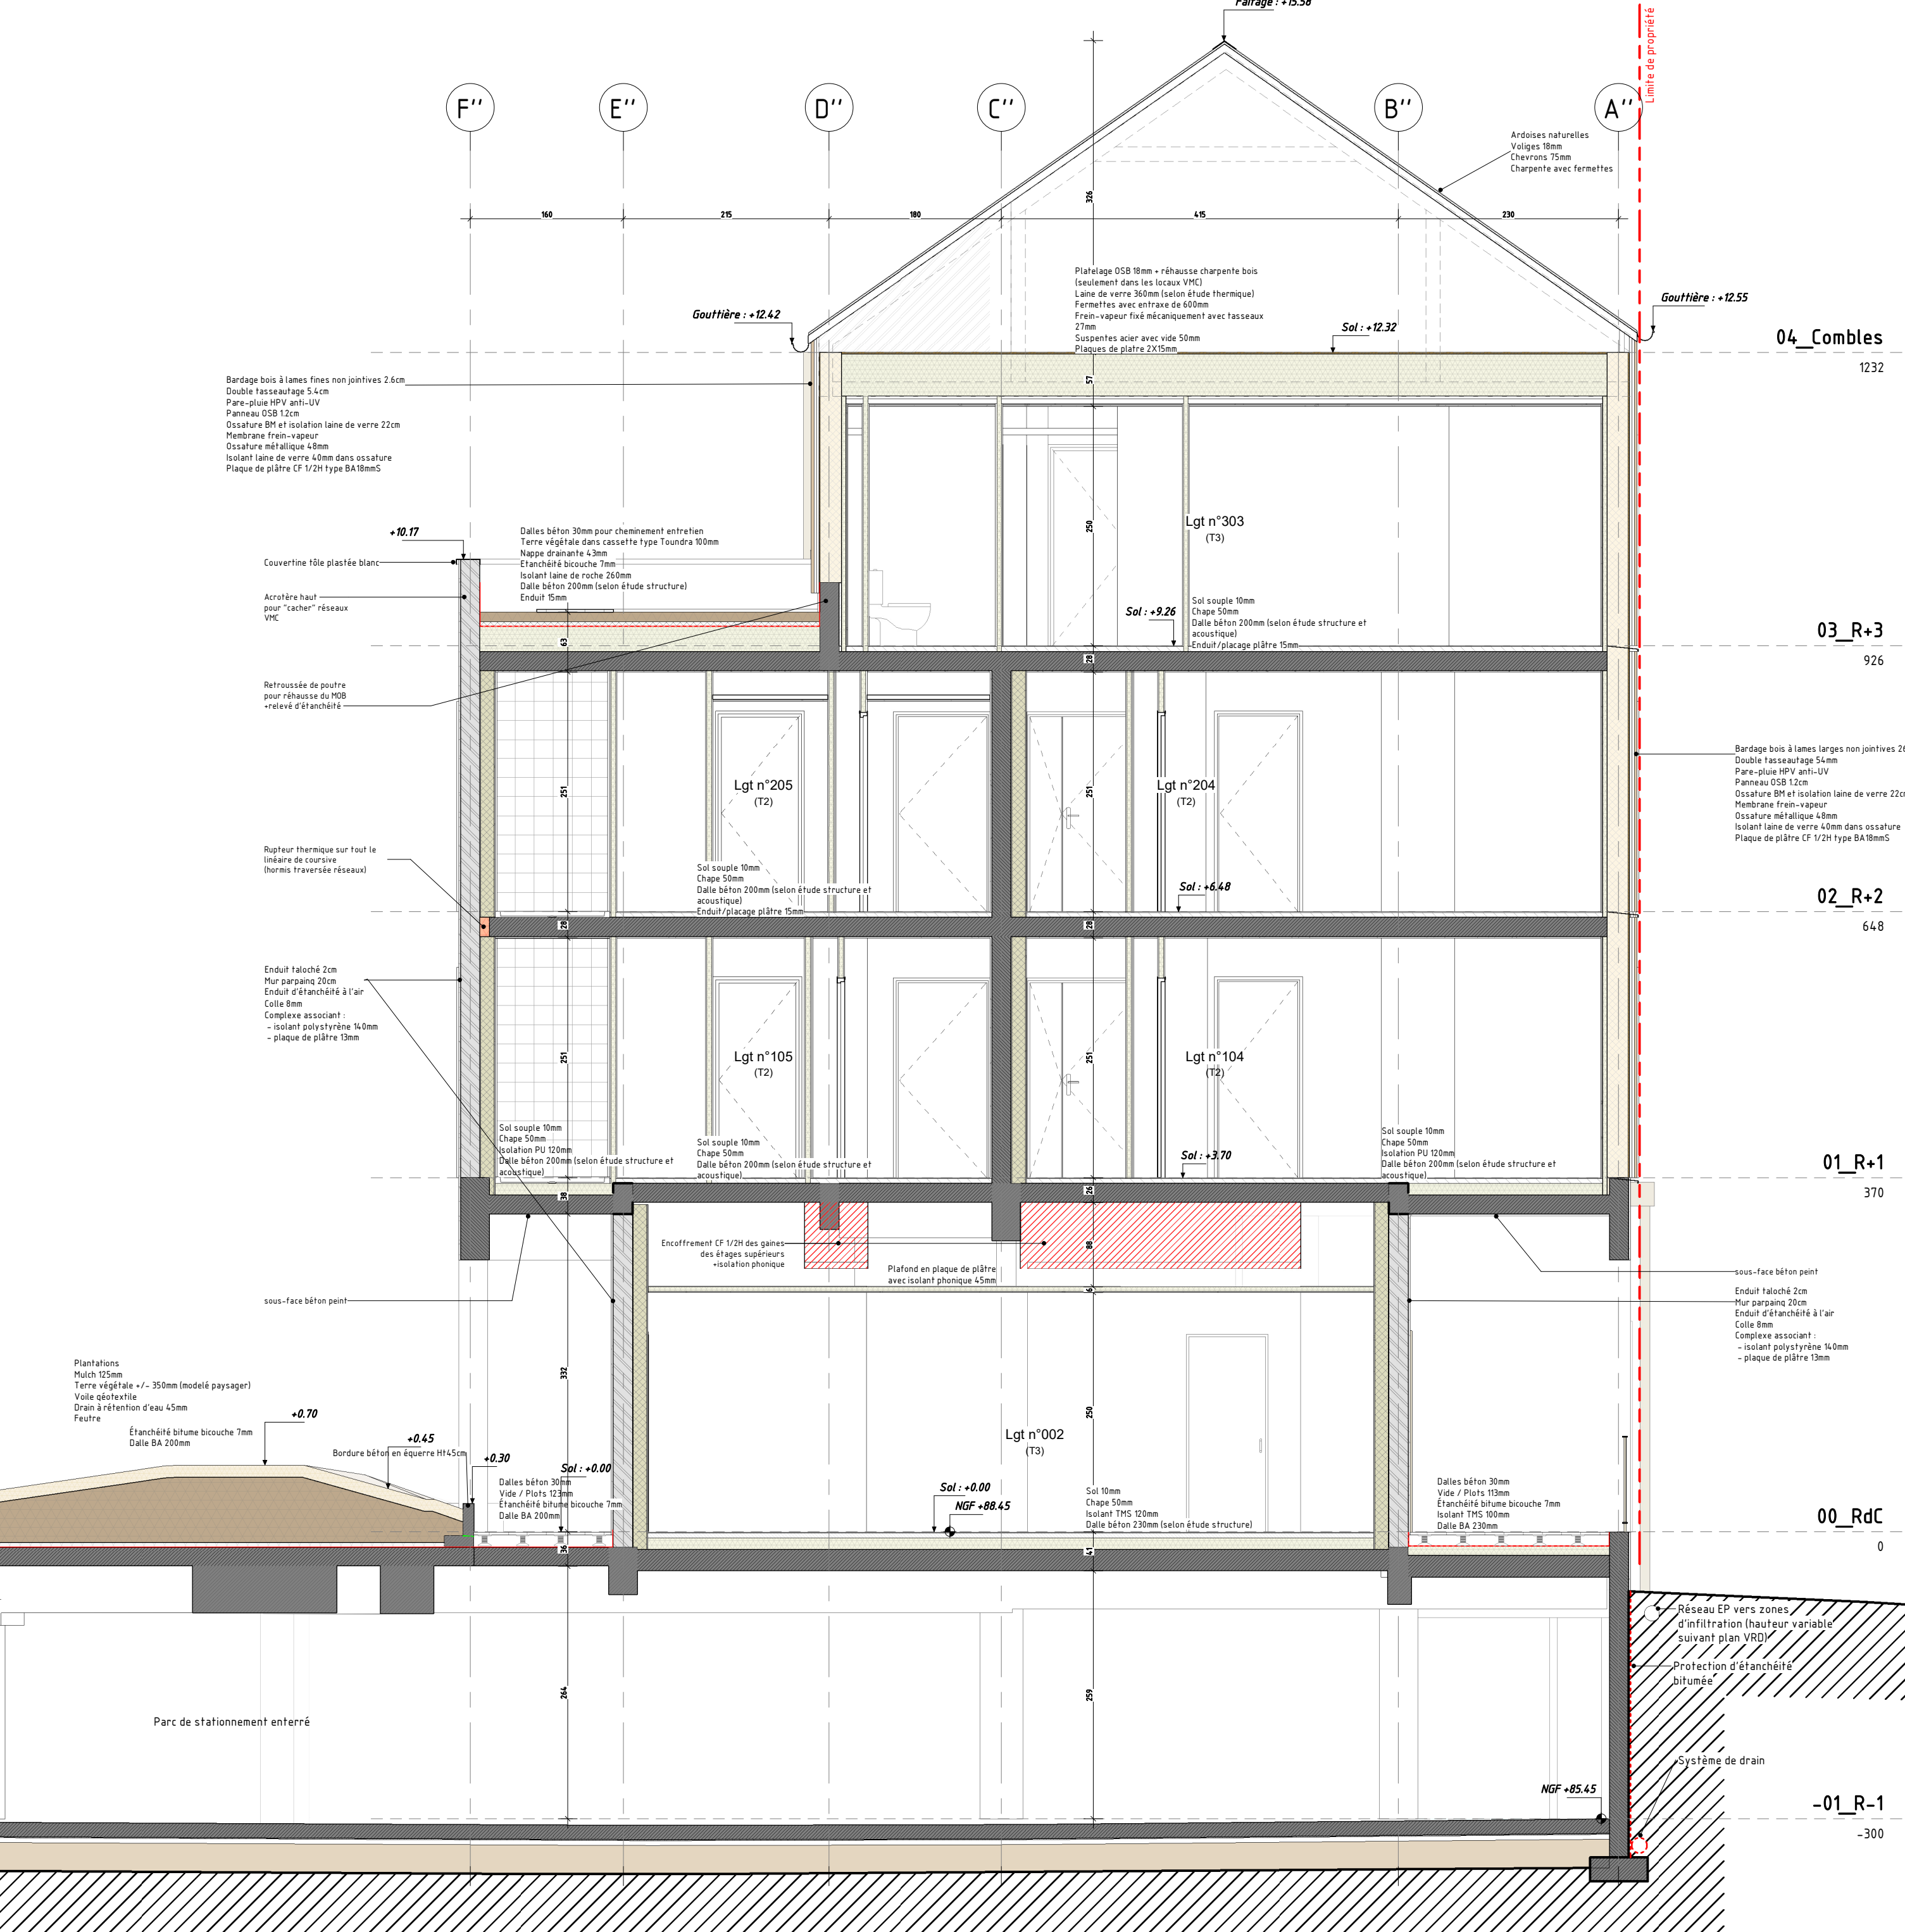 Faîtage : +15.58
Limite de propriété
F''
E''
D''
C''
B''
A''
Ardoises naturelles
Voliges 18mm
Chevrons 75mm
Charpente avec fermettes
326
160
215
180
415
230
Platelage OSB 18mm + réhausse charpente bois
(seulement dans les locaux VMC)
Laine de verre 360mm (selon étude thermique)
Fermettes avec entraxe de 600mm
Frein-vapeur fixé mécaniquement avec tasseaux
27mm
Suspentes acier avec vide 50mm
Plaques de platre 2X15mm
Gouttière : +12.42
Gouttière : +12.55
Sol : +12.32
04_Combles
1232
57
Bardage bois à lames fines non jointives 2.6cm
Double tasseautage 5.4cm
Pare-pluie HPV anti-UV
Panneau OSB 1.2cm
Ossature BM et isolation laine de verre 22cm
Membrane frein-vapeur
Ossature métallique 48mm
Isolant laine de verre 40mm dans ossature
Plaque de plâtre CF 1/2H type BA18mmS
+10.17
Couvertine tôle plastée blanc
Acrotère haut
pour "cacher" réseaux
VMC
Dalles béton 30mm pour cheminement entretien
Terre végétale dans cassette type Toundra 100mm
Nappe drainante 43mm
Etanchéité bicouche 7mm
Isolant laine de roche 260mm
Dalle béton 200mm (selon étude structure)
Enduit 15mm
250
Lgt n°303
(T3)
Sol : +9.26
Sol souple 10mm
Chape 50mm
Dalle béton 200mm (selon étude structure et
acoustique)
Enduit/placage plâtre 15mm
03_R+3
926
63
28
Retroussée de poutre
pour réhausse du MOB
+relevé d'étanchéité
251
Lgt n°205
(T2)
251
Lgt n°204
(T2)
Bardage bois à lames larges non jointives 26
Double tasseautage 54mm
Pare-pluie HPV anti-UV
Panneau OSB 1.2cm
Ossature BM et isolation laine de verre 22cm
Membrane frein-vapeur
Ossature métallique 48mm
Isolant laine de verre 40mm dans ossature
Plaque de plâtre CF 1/2H type BA18mmS
Rupteur thermique sur tout le
linéaire de coursive
(hormis traversée réseaux)
Sol souple 10mm
Chape 50mm
Dalle béton 200mm (selon étude structure et
acoustique)
Enduit/placage plâtre 15mm
Sol : +6.48
02_R+2
648
28
28
Enduit taloché 2cm
Mur parpaing 20cm
Enduit d'étanchéité à l'air
Colle 8mm
Complexe associant :
- isolant polystyrène 140mm
- plaque de plâtre 13mm
251
Lgt n°105
(T2)
251
Lgt n°104
(T2)
Sol souple 10mm
Chape 50mm
Isolation PU 120mm
Dalle béton 200mm (selon étude structure et
acoustique)
Sol souple 10mm
Chape 50mm
Dalle béton 200mm (selon étude structure et
acoustique)
Sol souple 10mm
Chape 50mm
Isolation PU 120mm
Dalle béton 200mm (selon étude structure et
acoustique)
Sol : +3.70
01_R+1
370
38
26
Encoffrement CF 1/2H des gaines
des étages supérieurs
+isolation phonique
88
Plafond en plaque de plâtre
avec isolant phonique 45mm
6
sous-face béton peint
sous-face béton peint
Enduit taloché 2cm
Mur parpaing 20cm
Enduit d'étanchéité à l'air
Colle 8mm
Complexe associant :
- isolant polystyrène 140mm
- plaque de plâtre 13mm
Plantations
Mulch 125mm
Terre végétale +/- 350mm (modelé paysager)
Voile géotextile
Drain à rétention d'eau 45mm
Feutre
Étanchéité bitume bicouche 7mm
Dalle BA 200mm
+0.70
+0.45
Bordure béton en équerre Ht45cm
+0.30
332
250
Lgt n°002
(T3)
Sol : +0.00
Dalles béton 30mm
Vide / Plots 123mm
Étanchéité bitume bicouche 7mm
Dalle BA 200mm
Sol : +0.00
NGF +88.45
Sol 10mm
Chape 50mm
Isolant TMS 120mm
Dalle béton 230mm (selon étude structure)
Dalles béton 30mm
Vide / Plots 113mm
Étanchéité bitume bicouche 7mm
Isolant TMS 100mm
Dalle BA 230mm
00_RdC
0
36
41
Réseau EP vers zones
d'infiltration (hauteur variable
suivant plan VRD)
Protection d'étanchéité
bitumée
264
259
Parc de stationnement enterré
Système de drain
NGF +85.45
-01_R-1
-300